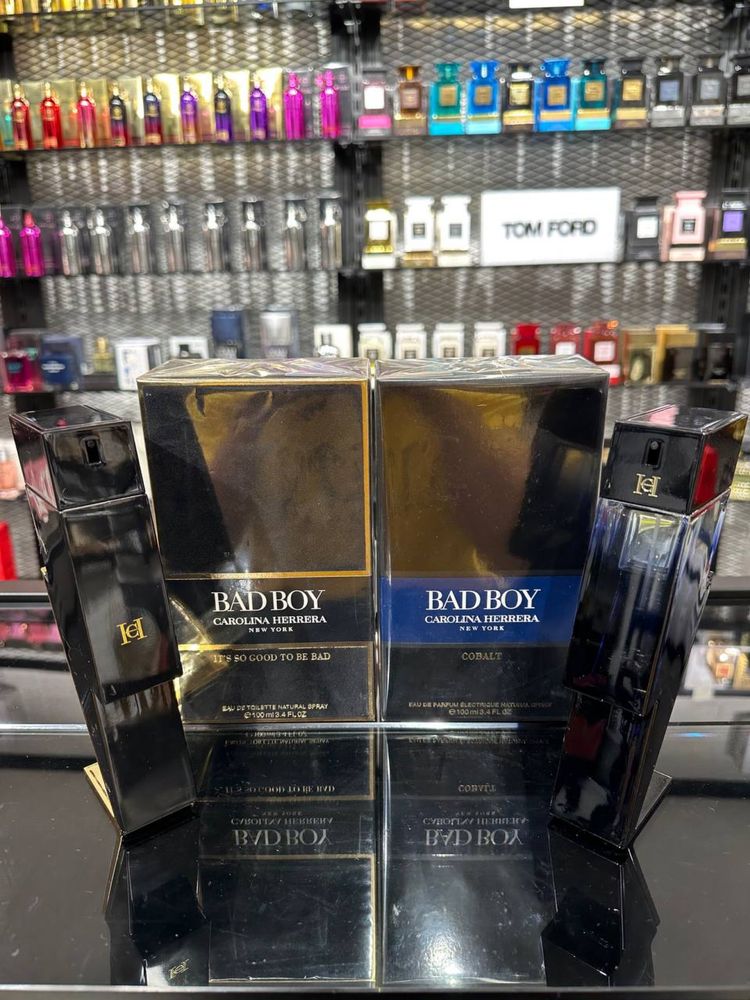 TOM FORD
BAD BOY
CAROLINA HERRERA
NEW YORK
IT'S SO GOOD TO BE BAD
EAU DE TOILETTE NATURAL SPRAY
℮100 ml 3.4 FL.OZ
BAD BOY
CAROLINA HERRERA
NEW YORK
COBALT
EAU DE PARFUM ÉLECTRIQUE NATURAL SPRAY
℮100 ml 3.4 FL.OZ
CH
CH